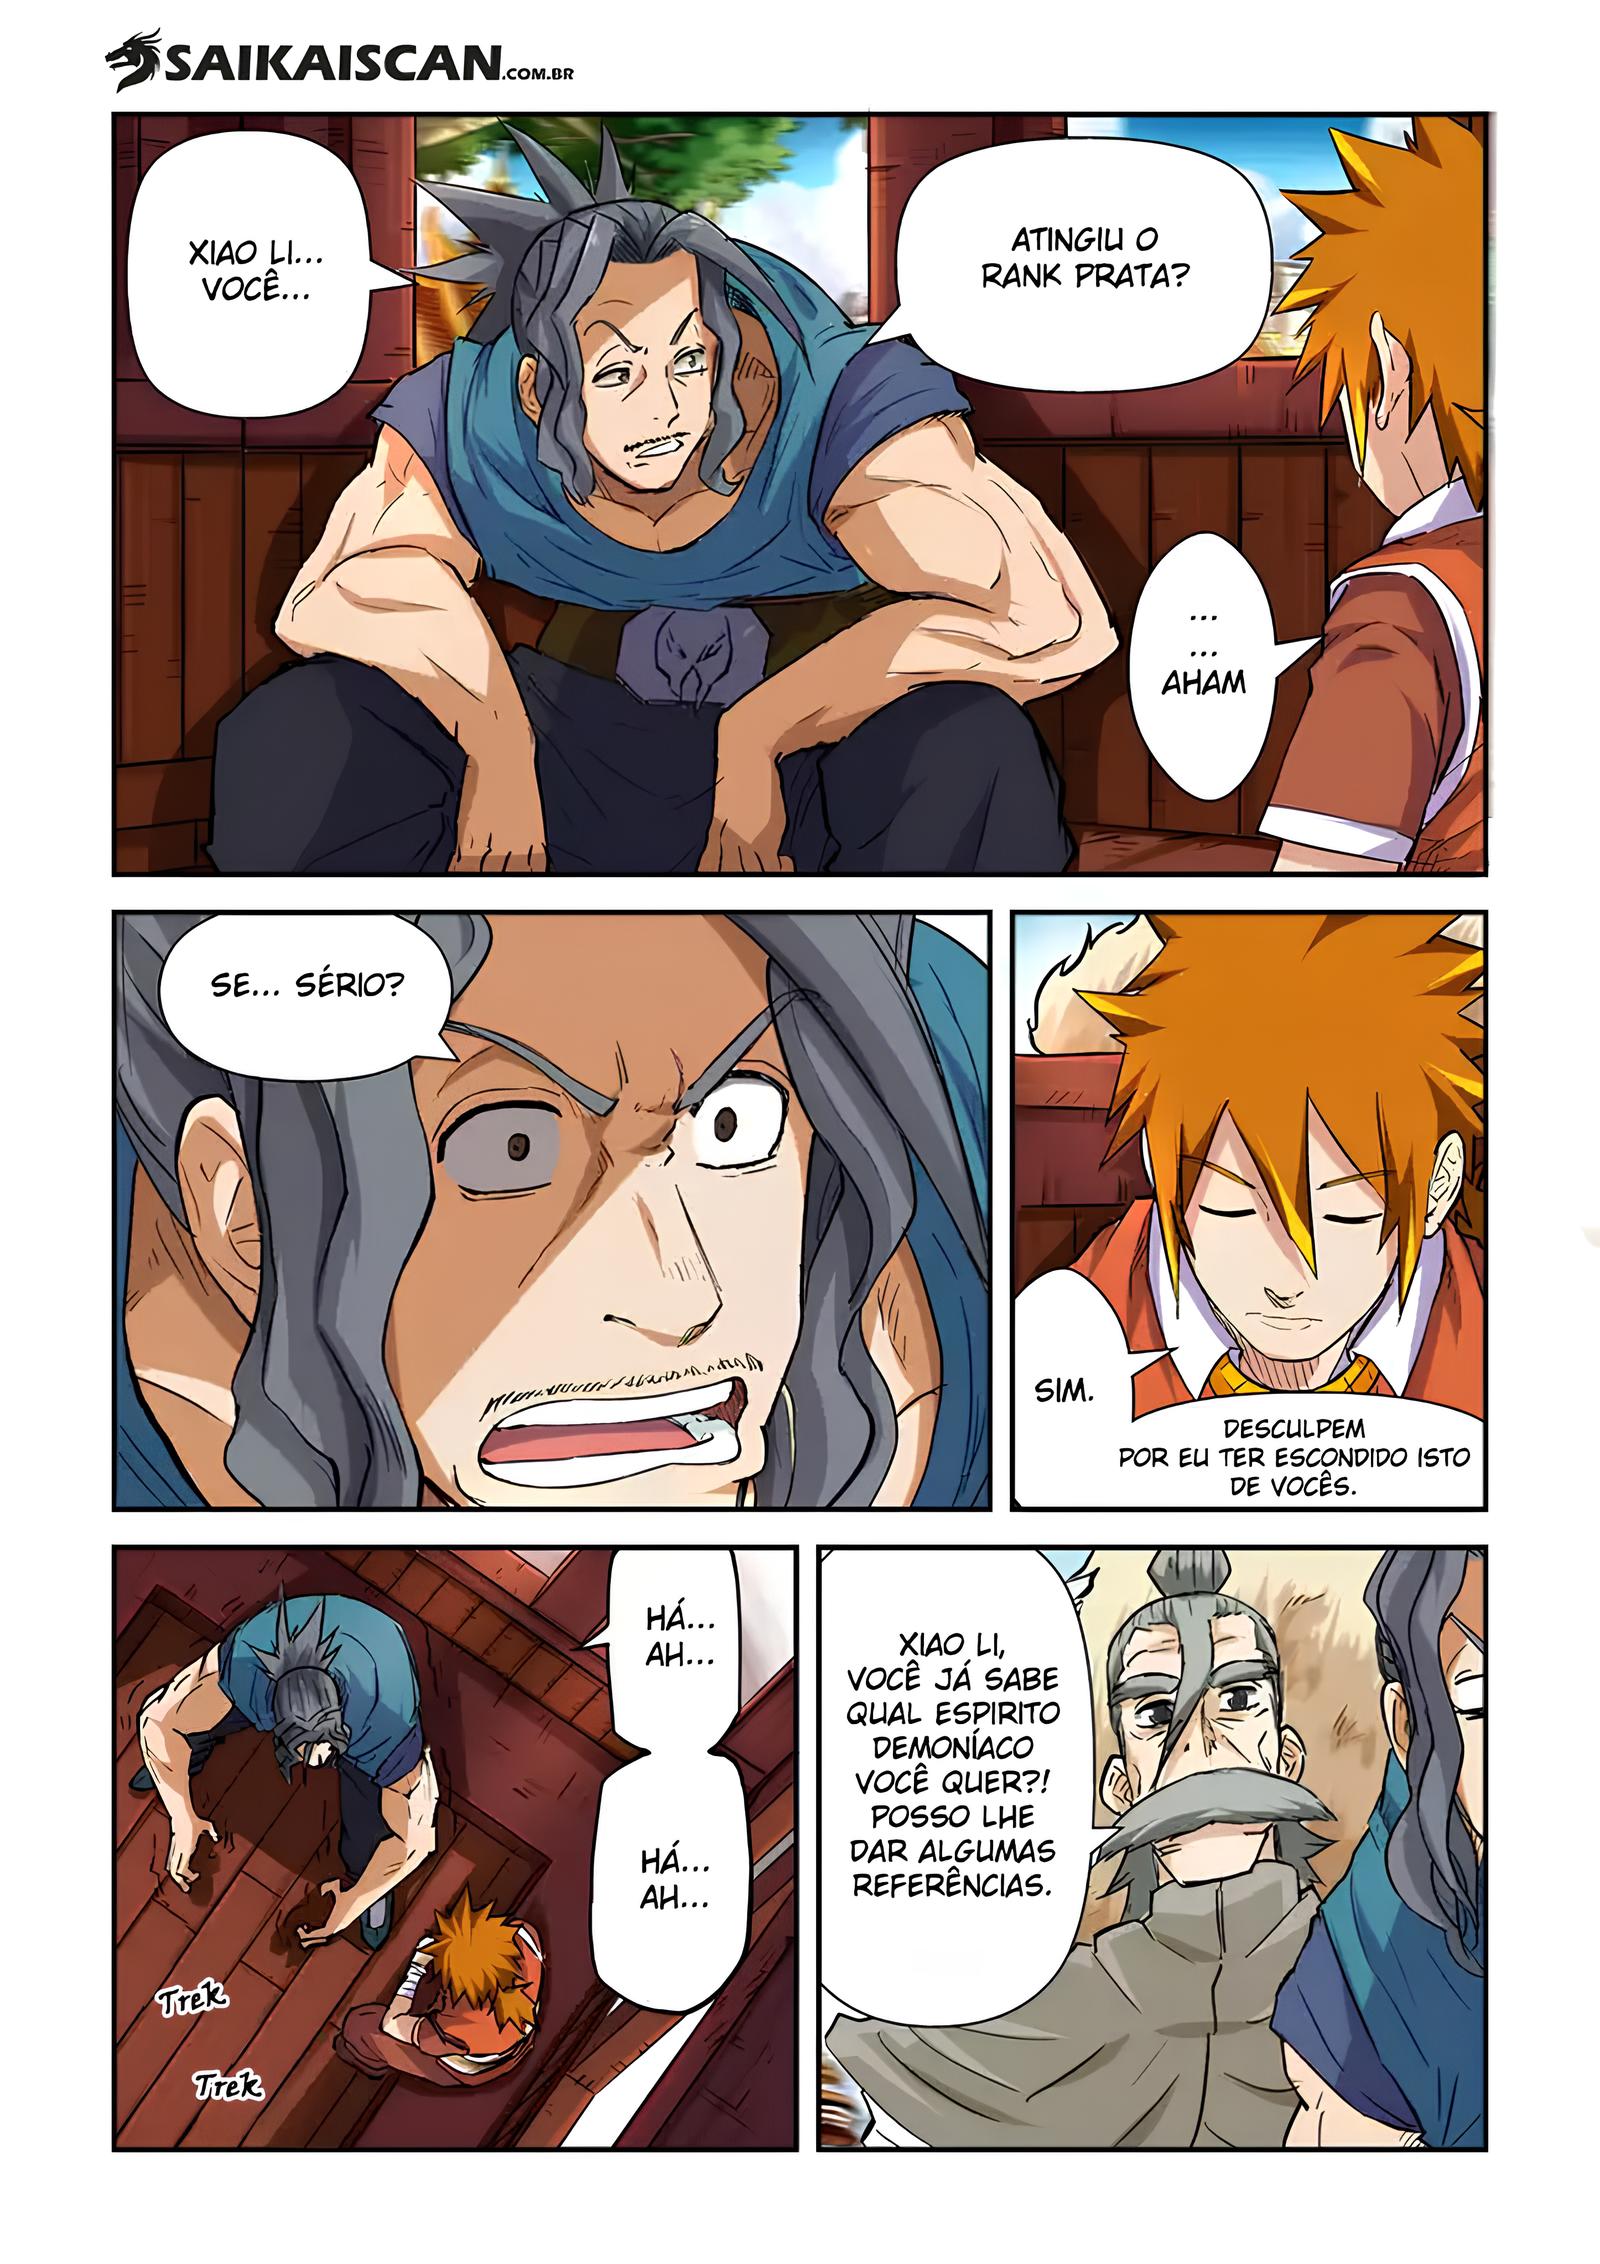 SAIKAISCAN.COM.BR
XIAO LI...
VOCÊ...
ATINGIU O
RANK PRATA?
...
...
AHAM
SE... SÉRIO?
SIM.
DESCULPEM
POR EU TER ESCONDIDO ISTO
DE VOCÊS.
HÁ...
AH...
HÁ...
AH...
Trek
Trek
XIAO LI,
VOCÊ JÁ SABE
QUAL ESPIRITO
DEMONÍACO
VOCÊ QUER?!
POSSO LHE
DAR ALGUMAS
REFERÊNCIAS.